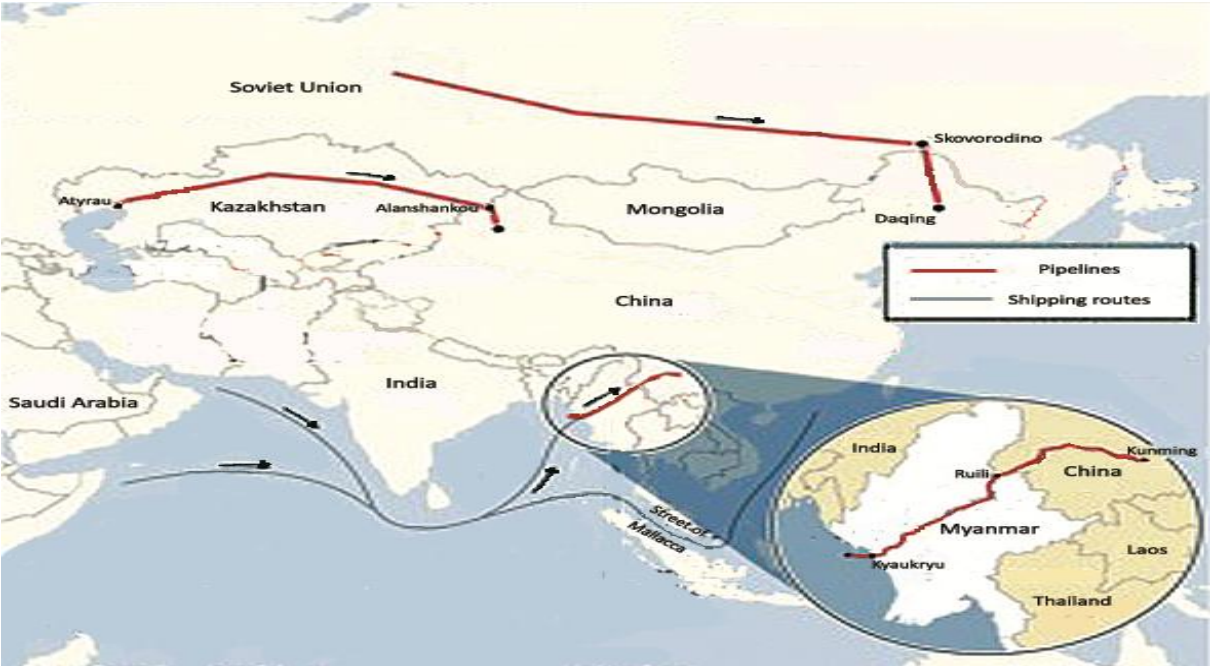 Soviet Union
Skovorodino
Atyrau
Kazakhstan
Alanshankou
Mongolia
Daqing
Pipelines
Shipping routes
China
India
Saudi Arabia
India
Kunming
Ruili
China
Street of
Mallacca
Myanmar
Laos
Kyaukryu
Thailand